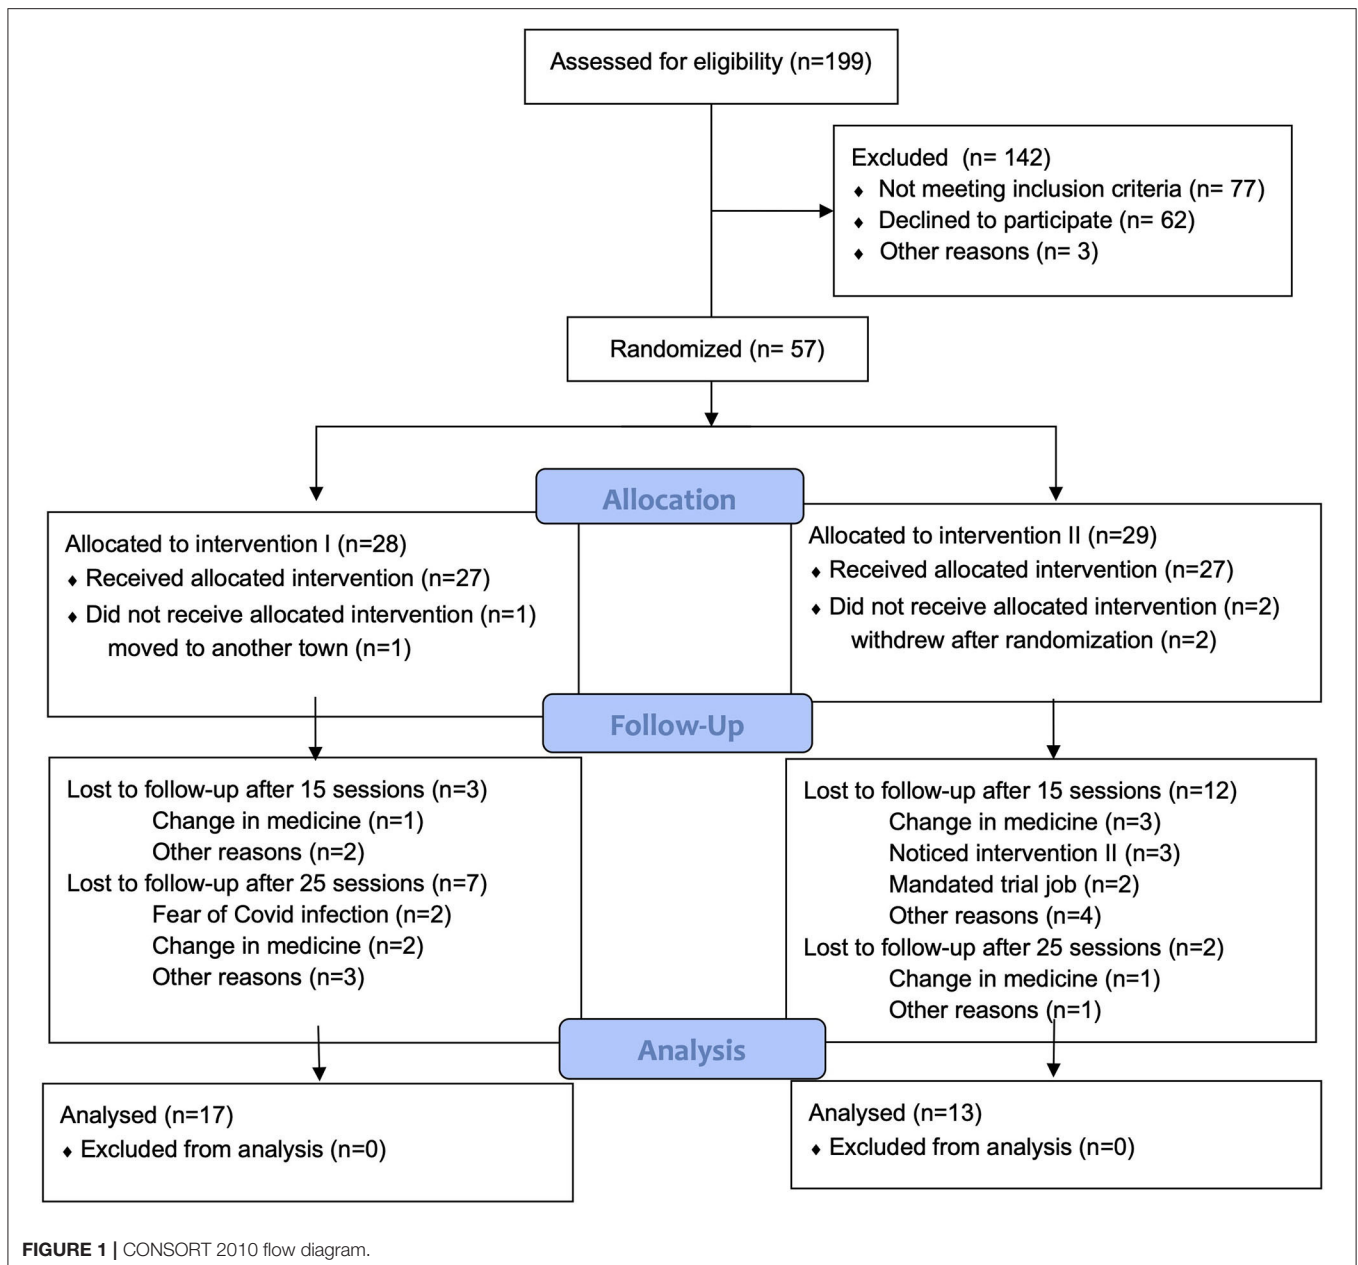 Assessed for eligibility (n=199)
Excluded (n= 142)
♦ Not meeting inclusion criteria (n= 77)
♦ Declined to participate (n= 62)
♦ Other reasons (n= 3)
Randomized (n= 57)
Allocation
Allocated to intervention I (n=28)
♦ Received allocated intervention (n=27)
♦ Did not receive allocated intervention (n=1)
moved to another town (n=1)
Allocated to intervention II (n=29)
♦ Received allocated intervention (n=27)
♦ Did not receive allocated intervention (n=2)
withdrew after randomization (n=2)
Follow-Up
Lost to follow-up after 15 sessions (n=3)
Change in medicine (n=1)
Other reasons (n=2)
Lost to follow-up after 25 sessions (n=7)
Fear of Covid infection (n=2)
Change in medicine (n=2)
Other reasons (n=3)
Lost to follow-up after 15 sessions (n=12)
Change in medicine (n=3)
Noticed intervention II (n=3)
Mandated trial job (n=2)
Other reasons (n=4)
Lost to follow-up after 25 sessions (n=2)
Change in medicine (n=1)
Other reasons (n=1)
Analysis
Analysed (n=17)
♦ Excluded from analysis (n=0)
Analysed (n=13)
♦ Excluded from analysis (n=0)
FIGURE 1 | CONSORT 2010 flow diagram.